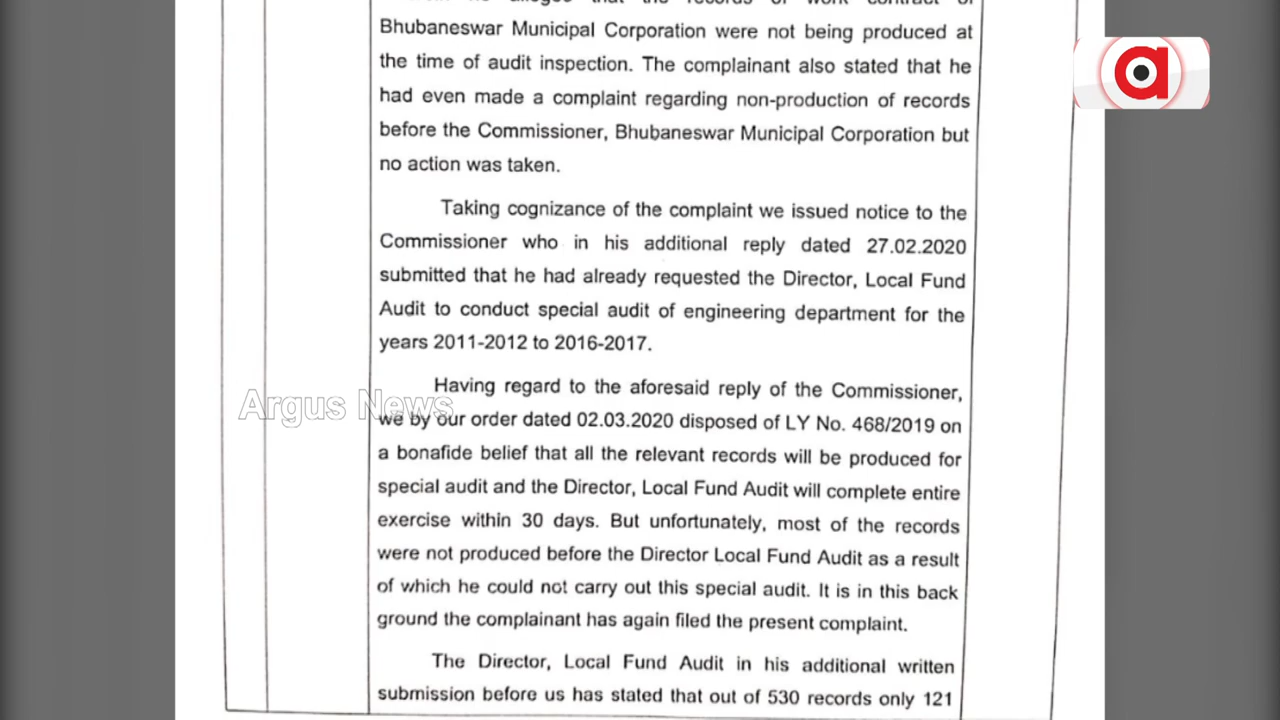 that the records of work contract of
Bhubaneswar Municipal Corporation were not being produced at
the time of audit inspection. The complainant also stated that he
had even made a complaint regarding non-production of records
before the Commissioner, Bhubaneswar Municipal Corporation but
no action was taken.
Taking cognizance of the complaint we issued notice to the
Commissioner who in his additional reply dated 27.02.2020
submitted that he had already requested the Director, Local Fund
Audit to conduct special audit of engineering department for the
years 2011-2012 to 2016-2017.
Having regard to the aforesaid reply of the Commissioner,
we by our order dated 02.03.2020 disposed of LY No. 468/2019 on
a bonafide belief that all the relevant records will be produced for
special audit and the Director, Local Fund Audit will complete entire
exercise within 30 days. But unfortunately, most of the records
were not produced before the Director Local Fund Audit as a result
of which he could not carry out this special audit. It is in this back
ground the complainant has again filed the present complaint.
The Director, Local Fund Audit in his additional written
submission before us has stated that out of 530 records only 121
Argus News
a